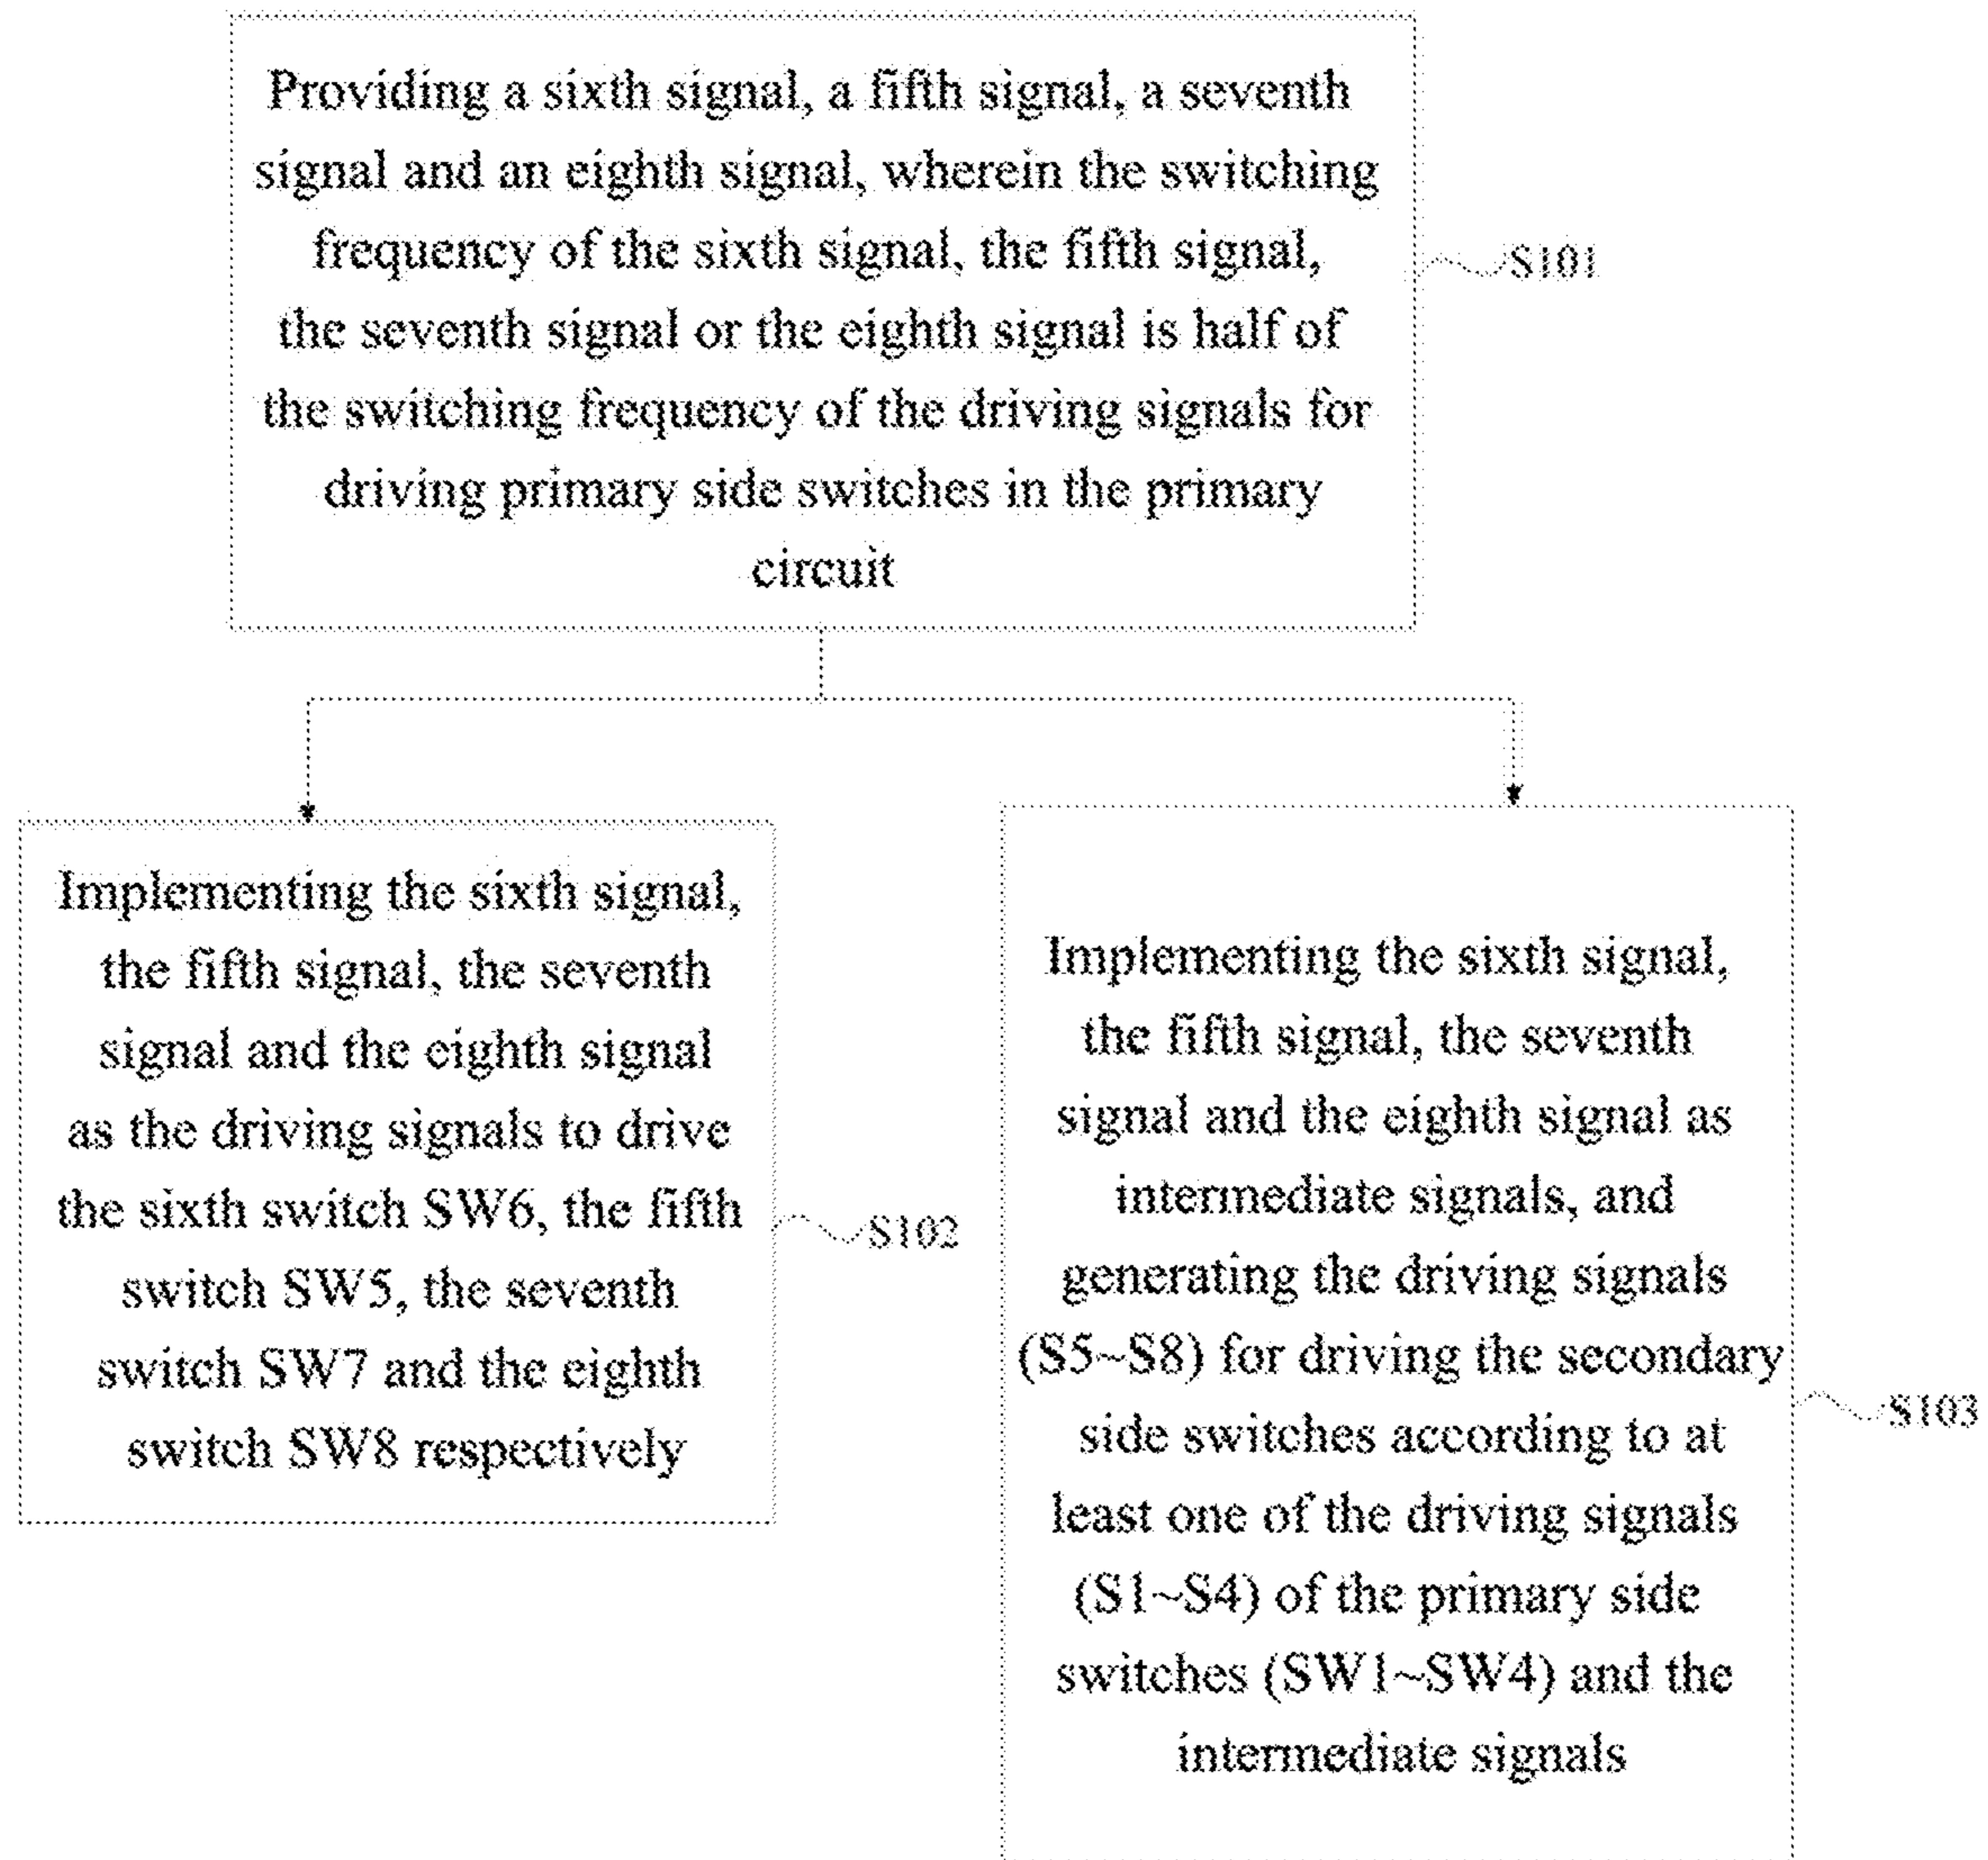 Providing a sixth signal, a fifth signal, a seventh
signal and an eighth signal, wherein the switching
frequency of the sixth signal, the fifth signal,
the seventh signal or the eighth signal is half of
the switching frequency of the driving signals for
driving primary side switches in the primary
circuit
S101
Implementing the sixth signal,
the fifth signal, the seventh
signal and the eighth signal
as the driving signals to drive
the sixth switch SW6, the fifth
switch SW5, the seventh
switch SW7 and the eighth
switch SW8 respectively
S102
Implementing the sixth signal,
the fifth signal, the seventh
signal and the eighth signal as
intermediate signals, and
generating the driving signals
(S5~S8) for driving the secondary
side switches according to at
least one of the driving signals
(S1~S4) of the primary side
switches (SW1~SW4) and the
intermediate signals
S103